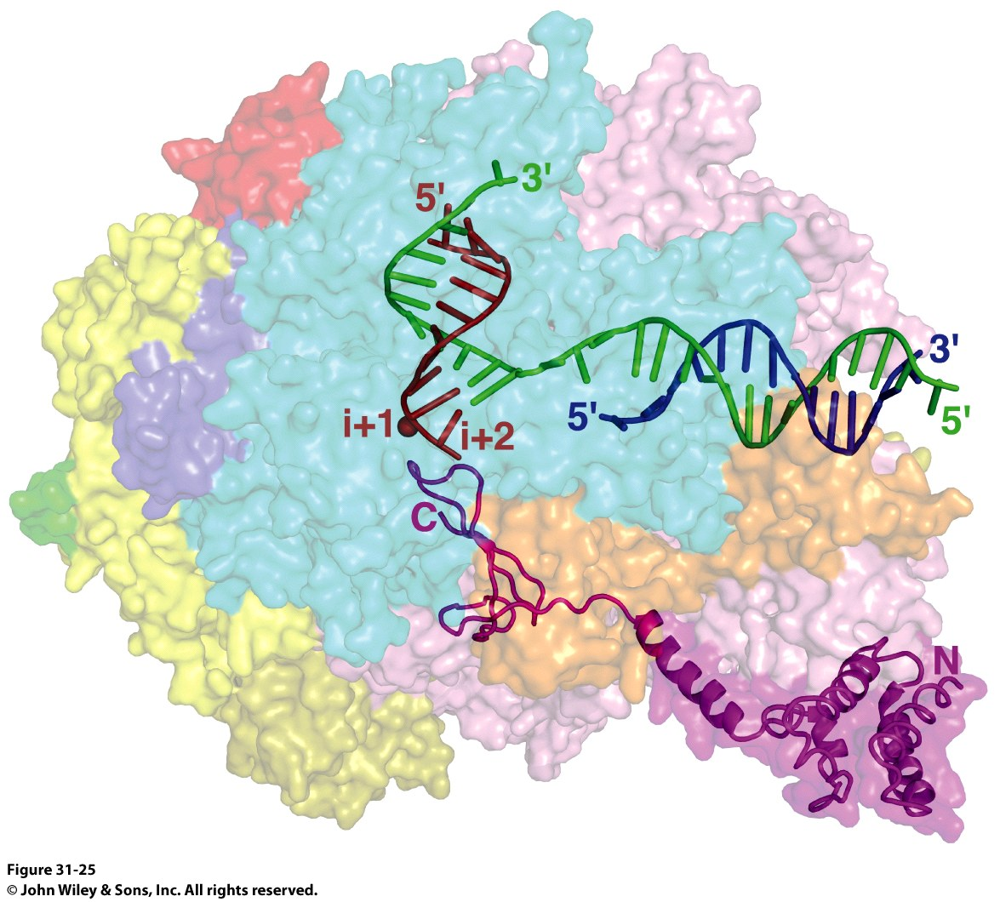 3'
5'
3'
5'
5'
i+1
i+2
C
N
Figure 31-25
© John Wiley & Sons, Inc. All rights reserved.